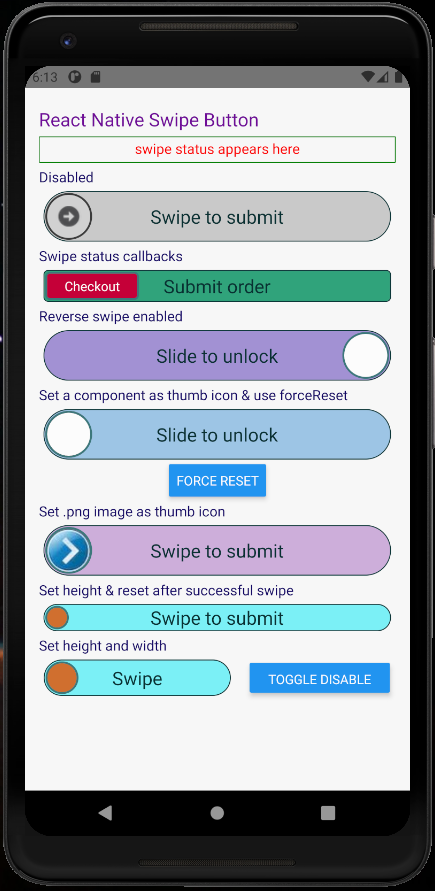 6:13
React Native Swipe Button
swipe status appears here
Disabled
Swipe to submit
Swipe status callbacks
Checkout Submit order
Reverse swipe enabled
Slide to unlock
Set a component as thumb icon & use forceReset
Slide to unlock
FORCE RESET
Set .png image as thumb icon
Swipe to submit
Set height & reset after successful swipe
Swipe to submit
Set height and width
Swipe TOGGLE DISABLE